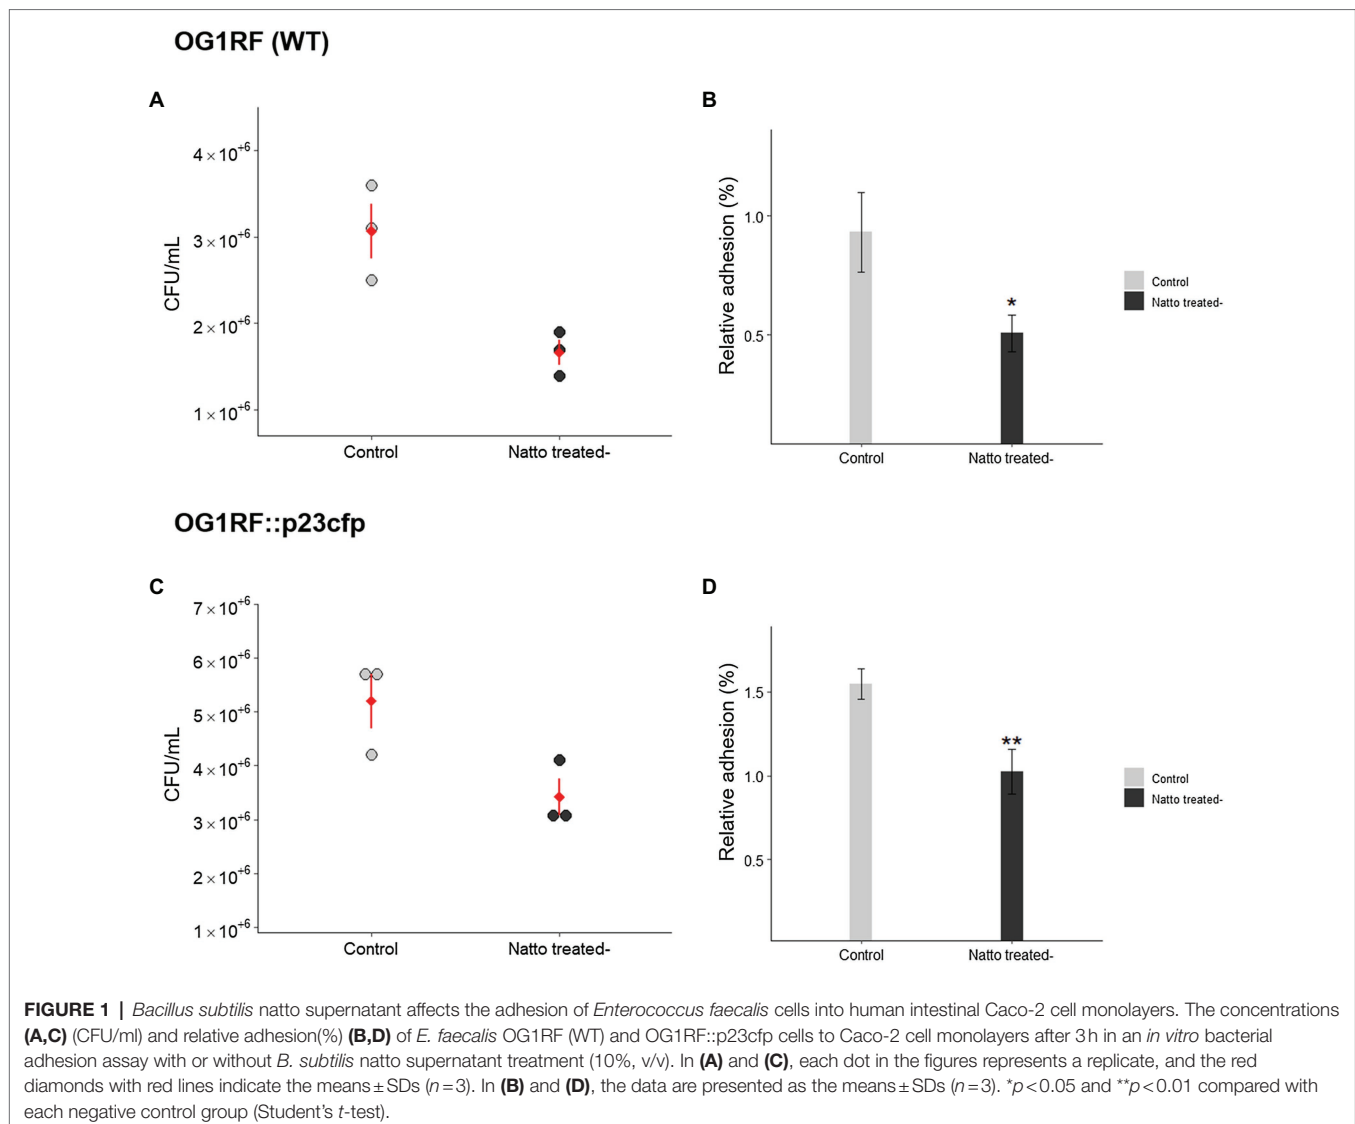 OG1RF (WT)
A
4 × 10⁺⁶
3 × 10⁺⁶
2 × 10⁺⁶
1 × 10⁺⁶
CFU/mL
Control
Natto treated-
B
1.0
0.5
Relative adhesion (%)
*
Control
Natto treated-
Control
Natto treated-
OG1RF::p23cfp
C
7 × 10⁺⁶
6 × 10⁺⁶
5 × 10⁺⁶
4 × 10⁺⁶
3 × 10⁺⁶
2 × 10⁺⁶
1 × 10⁺⁶
CFU/mL
Control
Natto treated-
D
1.5
1.0
0.5
Relative adhesion (%)
**
Control
Natto treated-
Control
Natto treated-
FIGURE 1 | Bacillus subtilis natto supernatant affects the adhesion of Enterococcus faecalis cells into human intestinal Caco-2 cell monolayers. The concentrations
(A,C) (CFU/ml) and relative adhesion(%) (B,D) of E. faecalis OG1RF (WT) and OG1RF::p23cfp cells to Caco-2 cell monolayers after 3 h in an in vitro bacterial
adhesion assay with or without B. subtilis natto supernatant treatment (10%, v/v). In (A) and (C), each dot in the figures represents a replicate, and the red
diamonds with red lines indicate the means ± SDs (n = 3). In (B) and (D), the data are presented as the means ± SDs (n = 3). *p < 0.05 and **p < 0.01 compared with
each negative control group (Student's t-test).